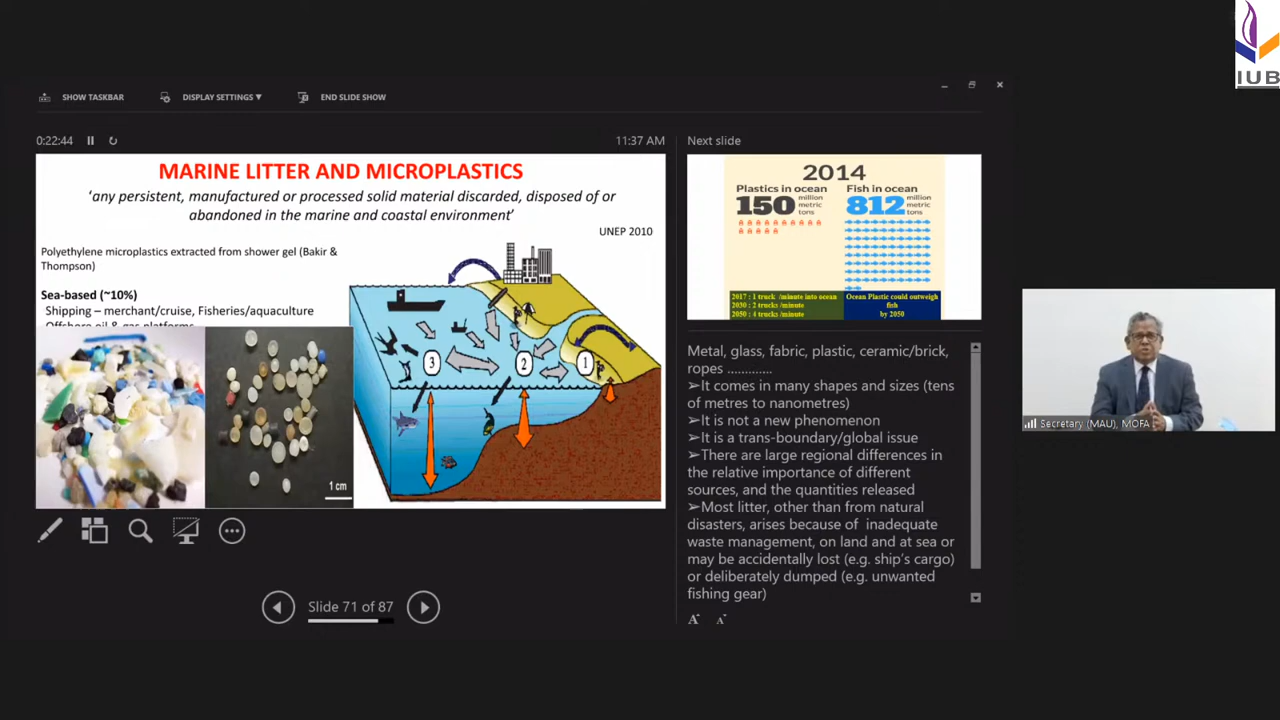 IUB
SHOW TASKBAR
DISPLAY SETTINGS ▼
END SLIDE SHOW
0:22:44
11:37 AM
MARINE LITTER AND MICROPLASTICS
‘any persistent, manufactured or processed solid material discarded, disposed of or
abandoned in the marine and coastal environment’
UNEP 2010
Polyethylene microplastics extracted from shower gel (Bakir &
Thompson)
Sea-based (~10%)
Shipping – merchant/cruise, Fisheries/aquaculture
Offshore oil & gas platforms
3
2
1
1 cm
Slide 71 of 87
Next slide
2014
Plastics in ocean
150 million metric tons
Fish in ocean
812 million metric tons
2017 : 1 truck /minute into ocean
2030 : 2 trucks/minute
2050 : 4 trucks /minute
Ocean Plastic could outweigh
fish
by 2050
Metal, glass, fabric, plastic, ceramic/brick,
ropes .............
➢It comes in many shapes and sizes (tens
of metres to nanometres)
➢It is not a new phenomenon
➢It is a trans-boundary/global issue
➢There are large regional differences in
the relative importance of different
sources, and the quantities released
➢Most litter, other than from natural
disasters, arises because of inadequate
waste management, on land and at sea or
may be accidentally lost (e.g. ship's cargo)
or deliberately dumped (e.g. unwanted
fishing gear)
A A
Secretary (MAU), MOFA